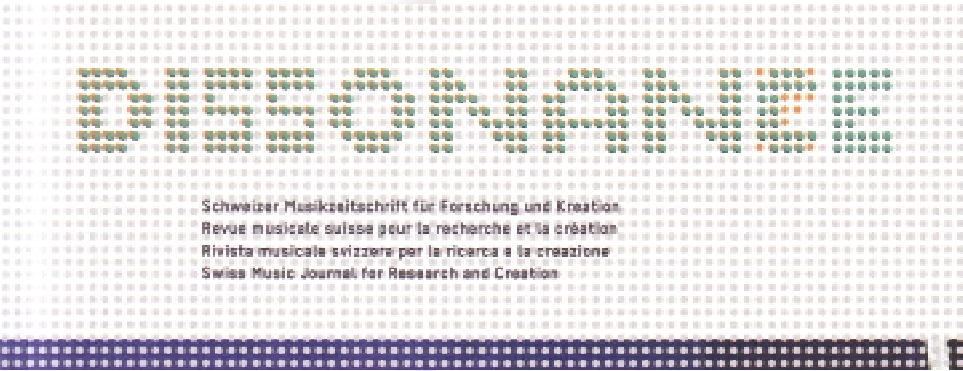 DISSONANZE
Schweizer Musikzeitschrift für Forschung und Kreation
Revue musicale suisse pour la recherche et la création
Rivista musicale svizzera per la ricerca e la creazione
Swiss Music Journal for Research and Creation